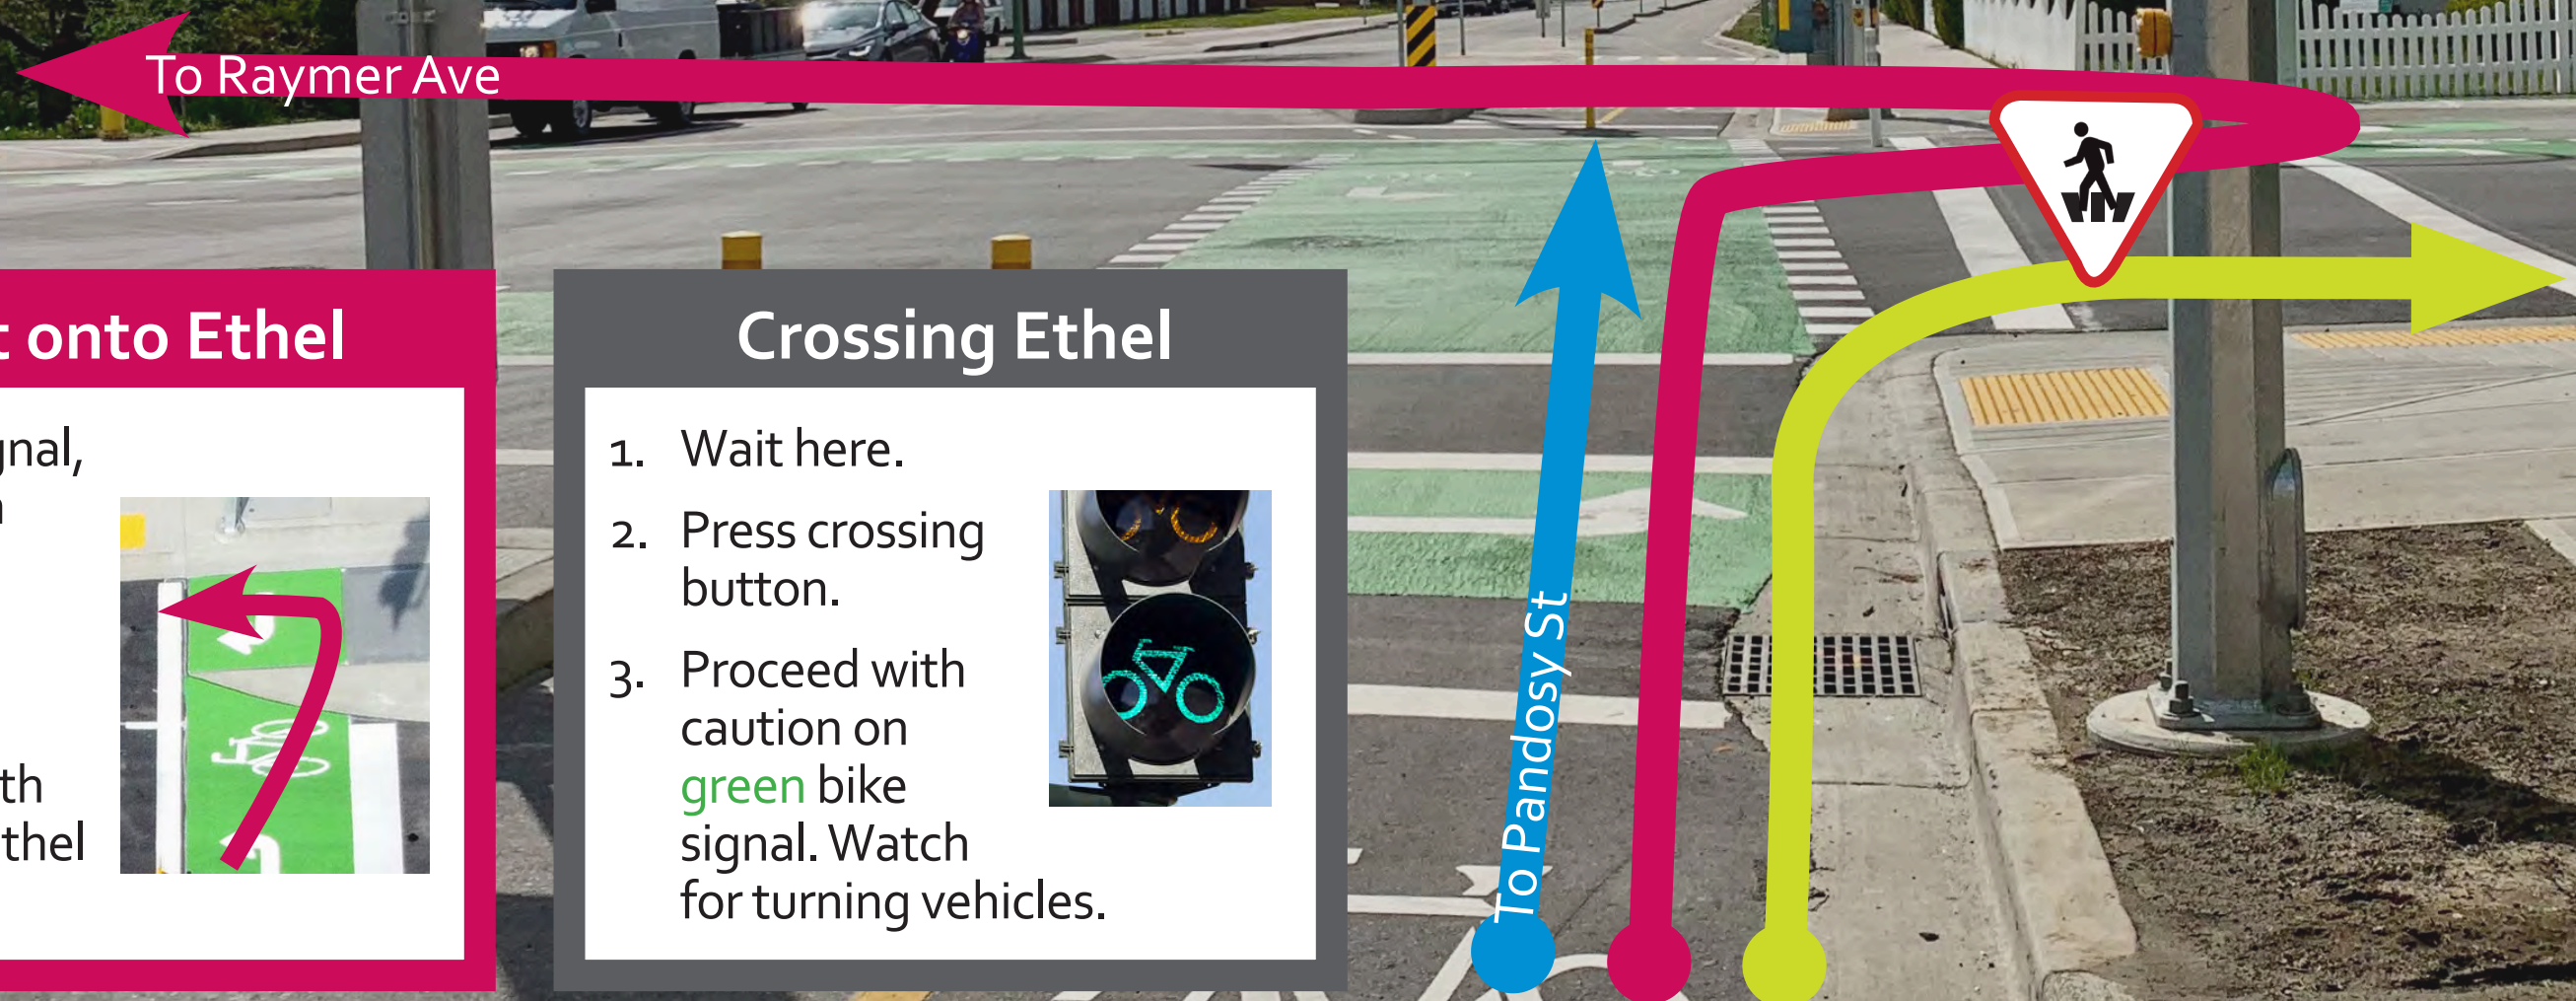 To Raymer Ave
t onto Ethel
gnal,
th
thel
Crossing Ethel
1. Wait here.
2. Press crossing
button.
3. Proceed with
caution on
green bike
signal. Watch
for turning vehicles.
To Pandosy St